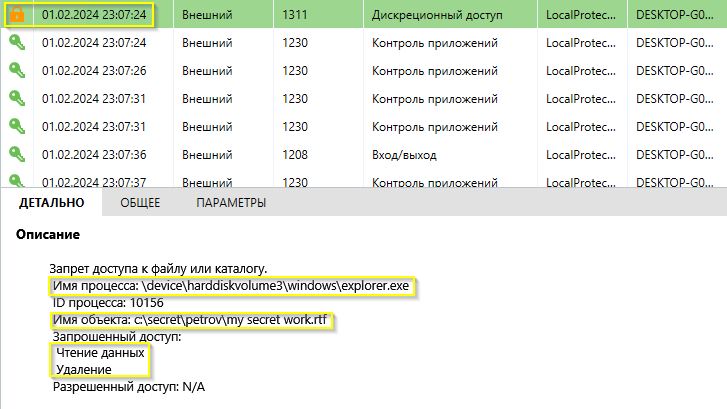 01.02.2024 23:07:24 Внешний 1311 Дискреционный доступ LocalProtec... DESKTOP-G0...
01.02.2024 23:07:24 Внешний 1230 Контроль приложений LocalProtec... DESKTOP-G0...
01.02.2024 23:07:26 Внешний 1230 Контроль приложений LocalProtec... DESKTOP-G0...
01.02.2024 23:07:31 Внешний 1230 Контроль приложений LocalProtec... DESKTOP-G0...
01.02.2024 23:07:31 Внешний 1230 Контроль приложений LocalProtec... DESKTOP-G0...
01.02.2024 23:07:36 Внешний 1208 Вход/выход LocalProtec... DESKTOP-G0...
01.02.2024 23:07:37 Внешний 1230 Контроль приложений LocalProtec... DESKTOP-G0...
ДЕТАЛЬНО ОБЩЕЕ ПАРАМЕТРЫ
Описание
Запрет доступа к файлу или каталогу.
Имя процесса: \device\harddiskvolume3\windows\explorer.exe
ID процесса: 10156
Имя объекта: c:\secret\petrov\my secret work.rtf
Запрошенный доступ:
Чтение данных
Удаление
Разрешенный доступ: N/A